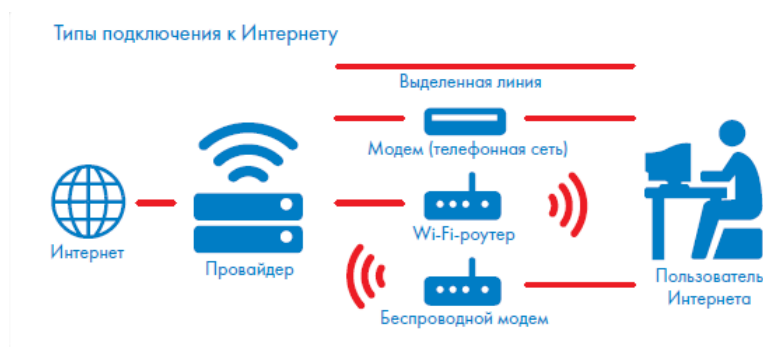 Типы подключения к Интернету
Выделенная линия
Модем (телефонная сеть)
Wi-Fi-роутер
Интернет
Провайдер
Пользователь
Интернета
Беспроводной модем